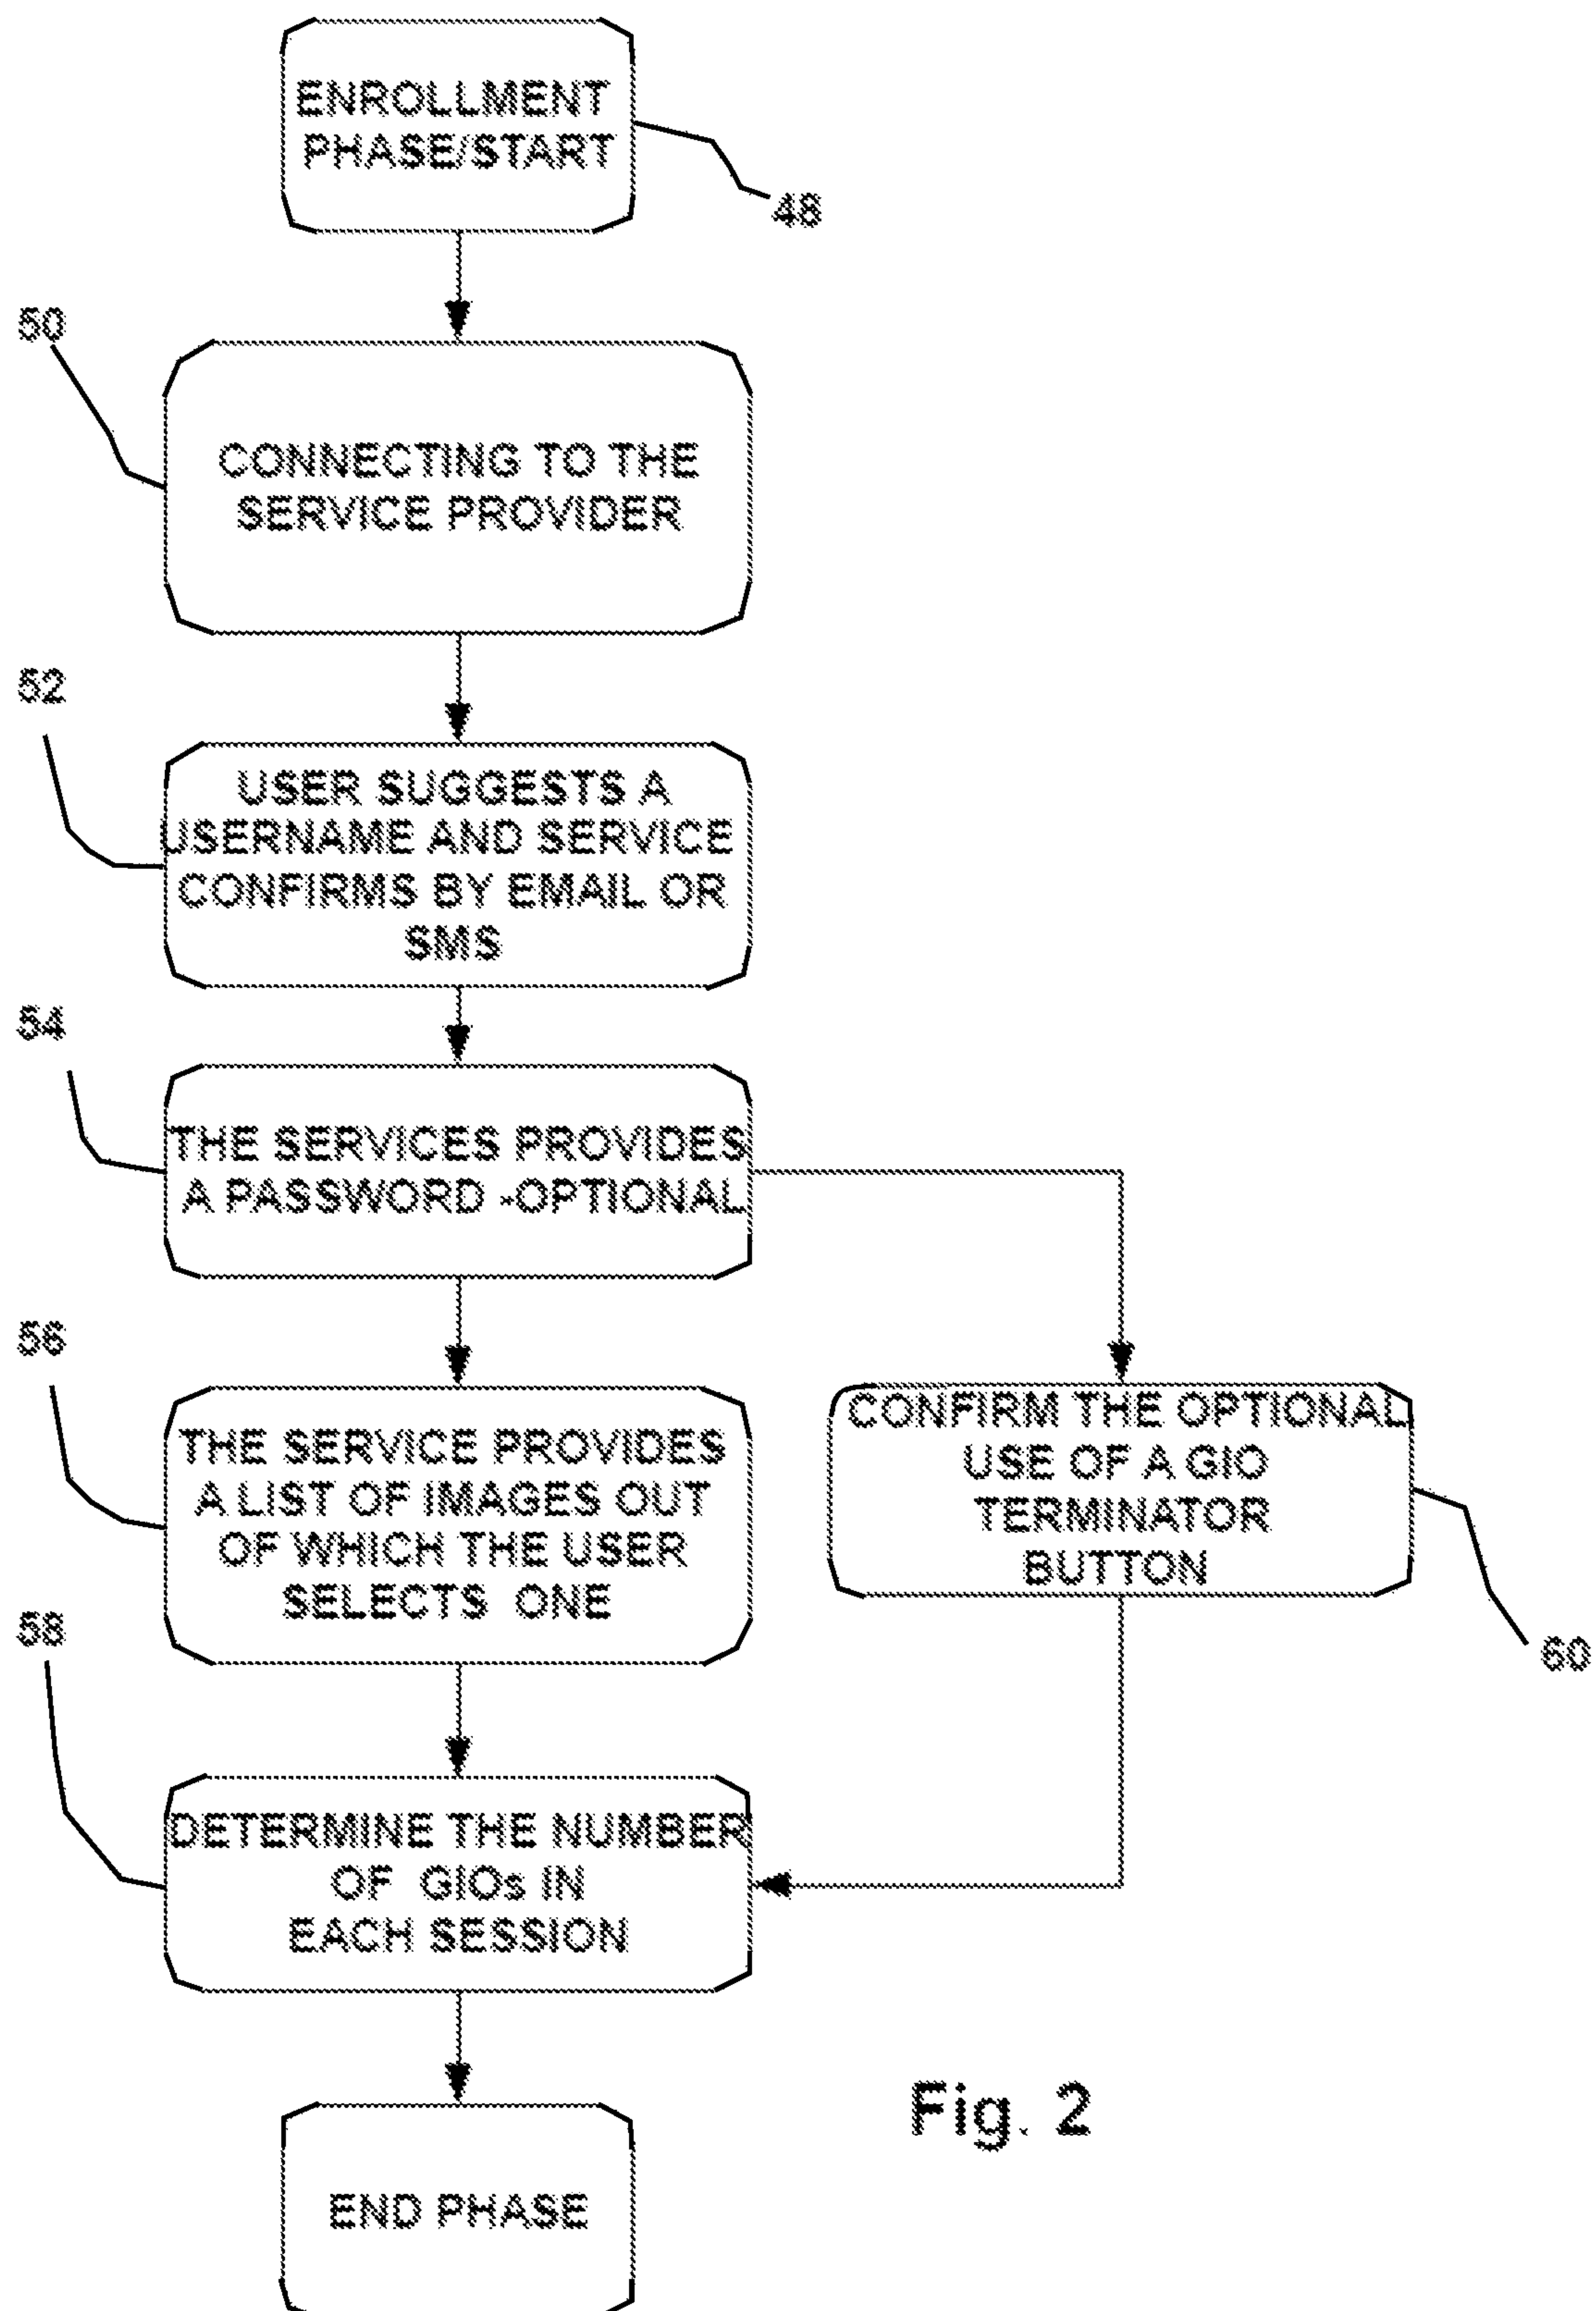 ENROLLMENT
PHASE/START
48
50
CONNECTING TO THE
SERVICE PROVIDER
52
USER SUGGESTS A
USERNAME AND SERVICE
CONFIRMS BY EMAIL OR
SMS
54
THE SERVICES PROVIDES
A PASSWORD -OPTIONAL
56
THE SERVICE PROVIDES
A LIST OF IMAGES OUT
OF WHICH THE USER
SELECTS ONE
CONFIRM THE OPTIONAL
USE OF A GIO
TERMINATOR
BUTTON
60
58
DETERMINE THE NUMBER
OF GIOs IN
EACH SESSION
Fig. 2
END PHASE